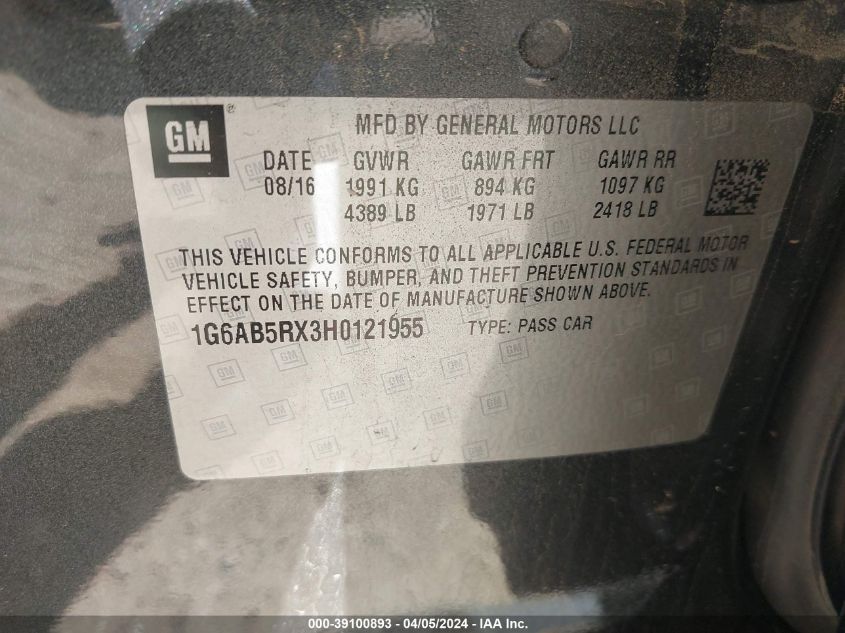 GM ® MFD BY GENERAL MOTORS LLC
DATE GVWR GAWR FRT GAWR RR
08/16 1991 KG 894 KG 1097 KG
4389 LB 1971 LB 2418 LB
THIS VEHICLE CONFORMS TO ALL APPLICABLE U.S. FEDERAL MOTOR
VEHICLE SAFETY, BUMPER, AND THEFT PREVENTION STANDARDS IN
EFFECT ON THE DATE OF MANUFACTURE SHOWN ABOVE.
1G6AB5RX3H0121955 TYPE: PASS CAR
000-39100893 - 04/05/2024 - IAA Inc.